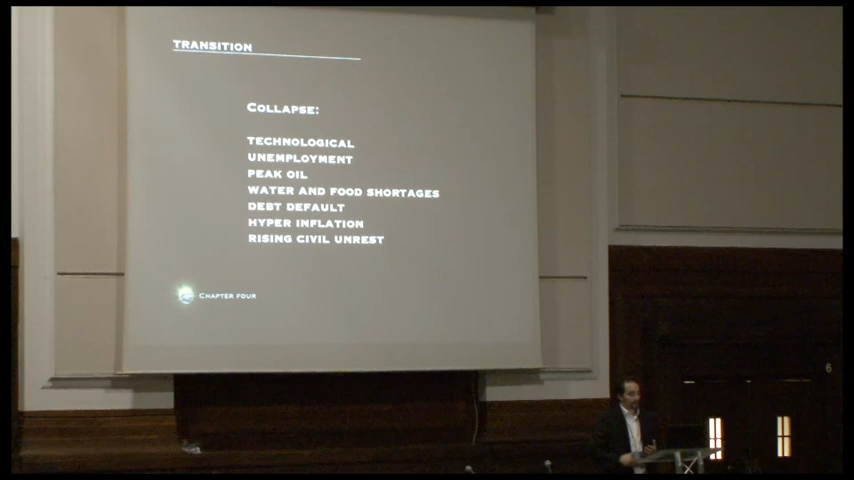 TRANSITION
COLLAPSE:
TECHNOLOGICAL
UNEMPLOYMENT
PEAK OIL
WATER AND FOOD SHORTAGES
DEBT DEFAULT
HYPER INFLATION
RISING CIVIL UNREST
CHAPTER FOUR
6